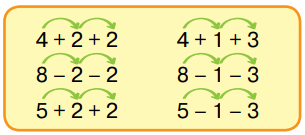 4 + 2 + 2 4 + 1 + 3
8 − 2 − 2 8 − 1 − 3
5 + 2 + 2 5 − 1 − 3